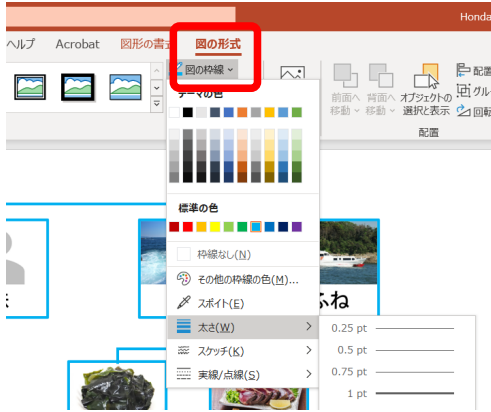 Honda
ヘルプ Acrobat 図形の書式 図の形式
図の枠線
テーマの色
前面へ 背面へ オブジェクトの 配置
移動 移動 選択と表示 回転
配置
標準の色
枠線なし(N)
その他の枠線の色(M)...
スポイト(E)
太さ(W)
スケッチ(K)
実線/点線(S)
ふね
0.25 pt
0.5 pt
0.75 pt
1 pt